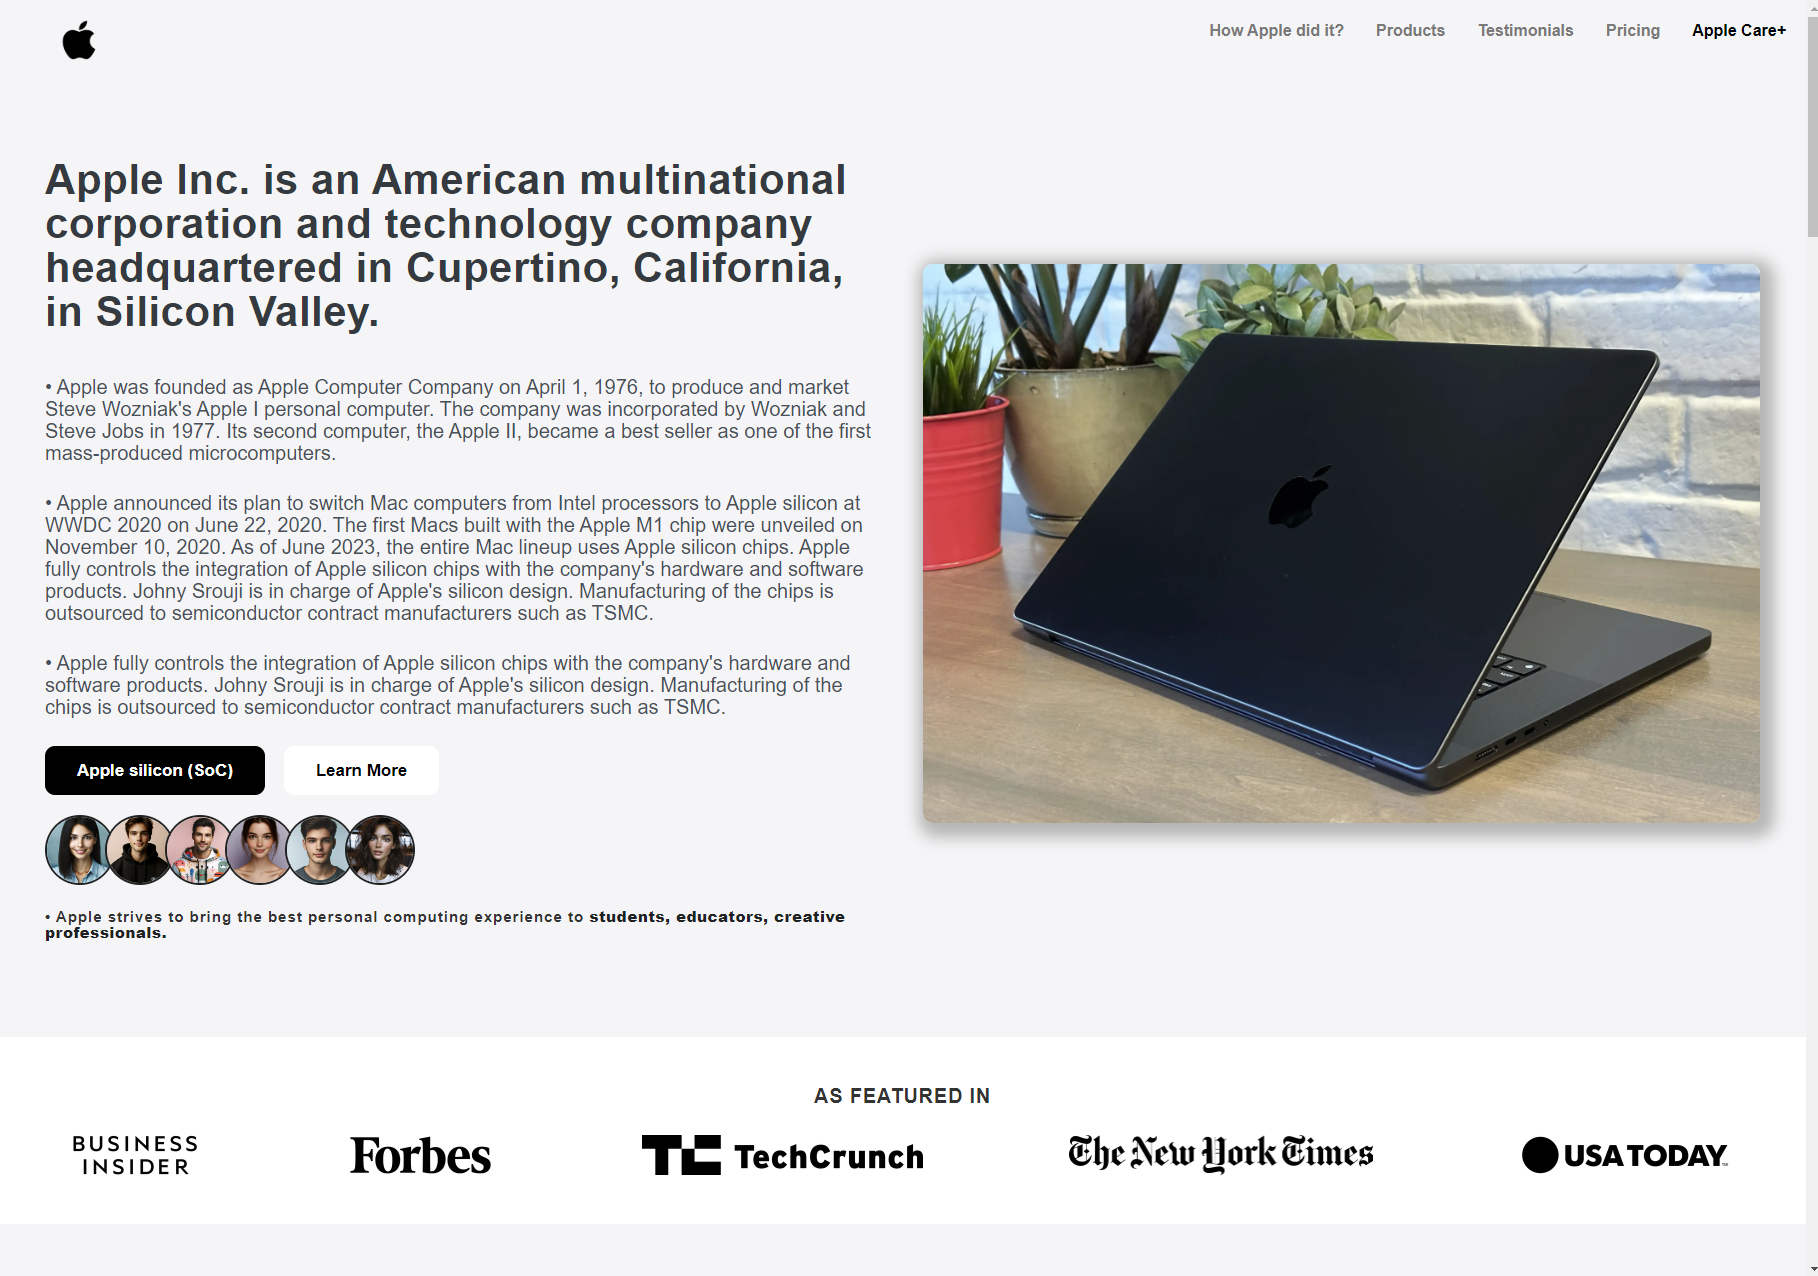 How Apple did it? Products Testimonials Pricing Apple Care+
Apple Inc. is an American multinational
corporation and technology company
headquartered in Cupertino, California,
in Silicon Valley.
• Apple was founded as Apple Computer Company on April 1, 1976, to produce and market
Steve Wozniak's Apple I personal computer. The company was incorporated by Wozniak and
Steve Jobs in 1977. Its second computer, the Apple II, became a best seller as one of the first
mass-produced microcomputers.
• Apple announced its plan to switch Mac computers from Intel processors to Apple silicon at
WWDC 2020 on June 22, 2020. The first Macs built with the Apple M1 chip were unveiled on
November 10, 2020. As of June 2023, the entire Mac lineup uses Apple silicon chips. Apple
fully controls the integration of Apple silicon chips with the company's hardware and software
products. Johny Srouji is in charge of Apple's silicon design. Manufacturing of the chips is
outsourced to semiconductor contract manufacturers such as TSMC.
• Apple fully controls the integration of Apple silicon chips with the company's hardware and
software products. Johny Srouji is in charge of Apple's silicon design. Manufacturing of the
chips is outsourced to semiconductor contract manufacturers such as TSMC.
Apple silicon (SoC) Learn More
• Apple strives to bring the best personal computing experience to students, educators, creative
professionals.
AS FEATURED IN
BUSINESS
INSIDER
Forbes
TC TechCrunch
The New York Times
USA TODAY